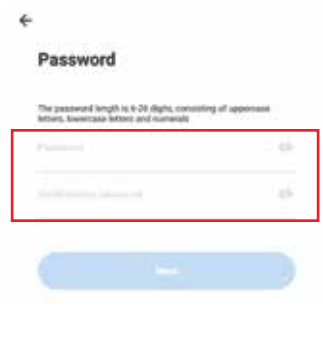 Password
The password length is 6-20 digits, consisting of uppercase
letters, lowercase letters and numerals
Password
Next